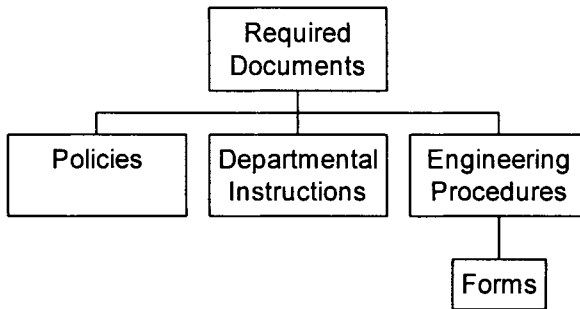 Required
Documents
Policies
Departmental
Instructions
Engineering
Procedures
Forms